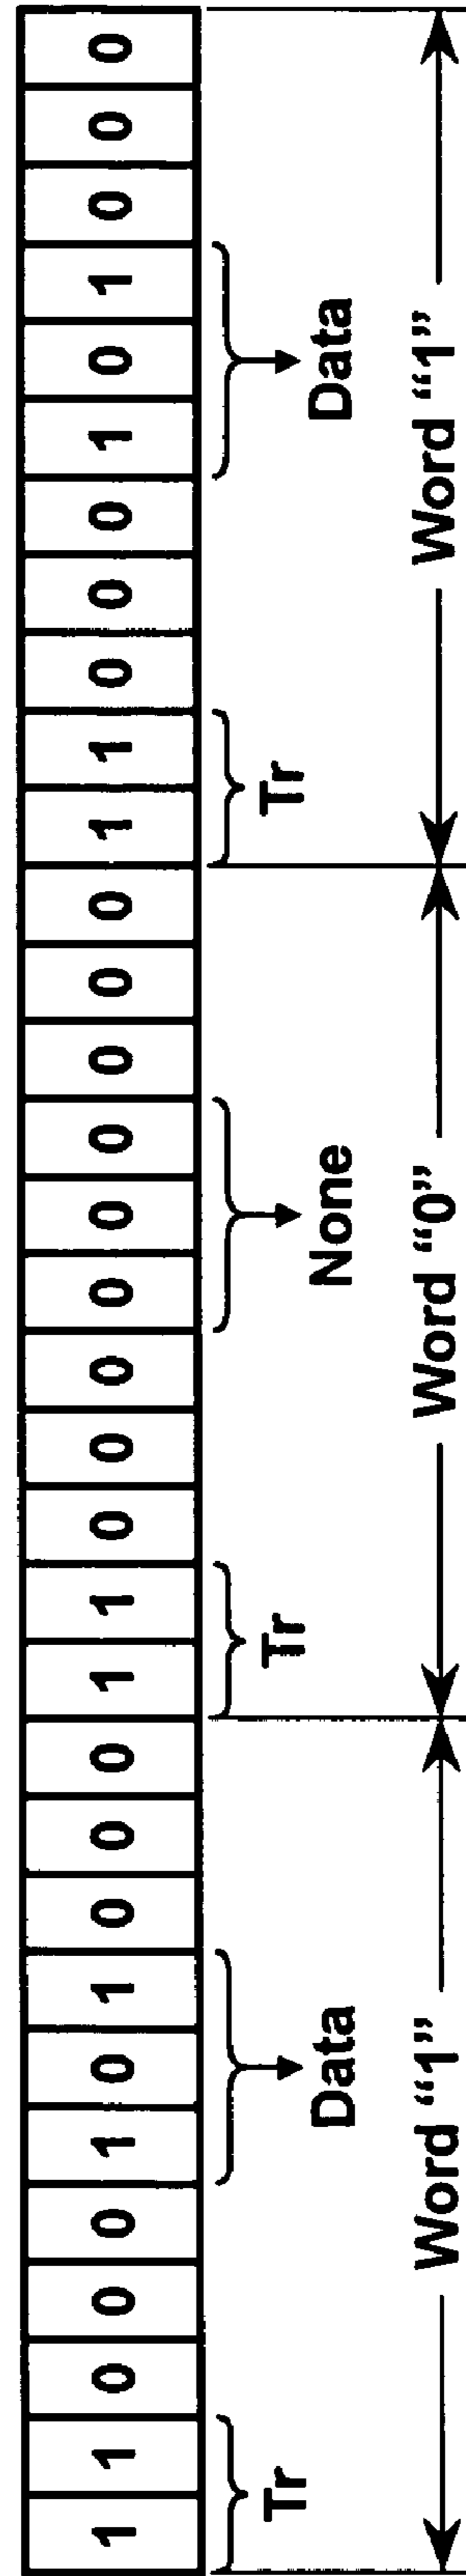 1 1 0 0 0 1 0 1 0 0 0 1 1 0 0 0 0 0 0 0 0 0 1 1 0 0 0 1 0 1 0 0 0
Tr Data Tr None Tr Data
Word “1” Word “0” Word “1”